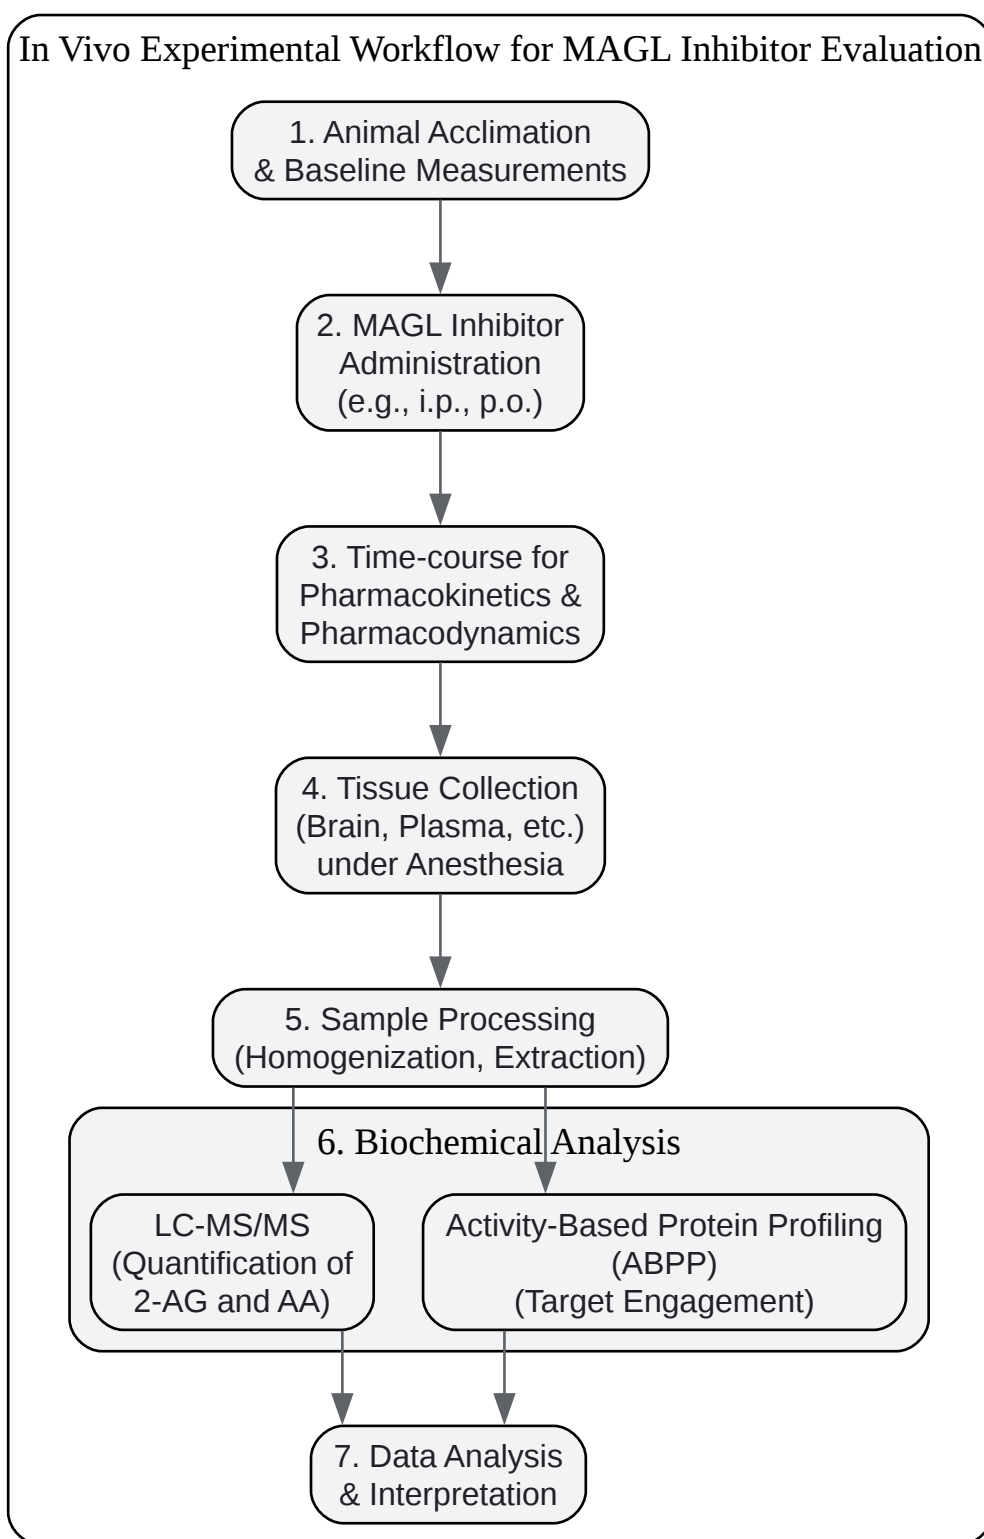 In Vivo Experimental Workflow for MAGL Inhibitor Evaluation
1. Animal Acclimation
& Baseline Measurements
2. MAGL Inhibitor
Administration
(e.g., i.p., p.o.)
3. Time-course for
Pharmacokinetics &
Pharmacodynamics
4. Tissue Collection
(Brain, Plasma, etc.)
under Anesthesia
5. Sample Processing
(Homogenization, Extraction)
6. Biochemical Analysis
LC-MS/MS
(Quantification of
2-AG and AA)
Activity-Based Protein Profiling
(ABPP)
(Target Engagement)
7. Data Analysis
& Interpretation